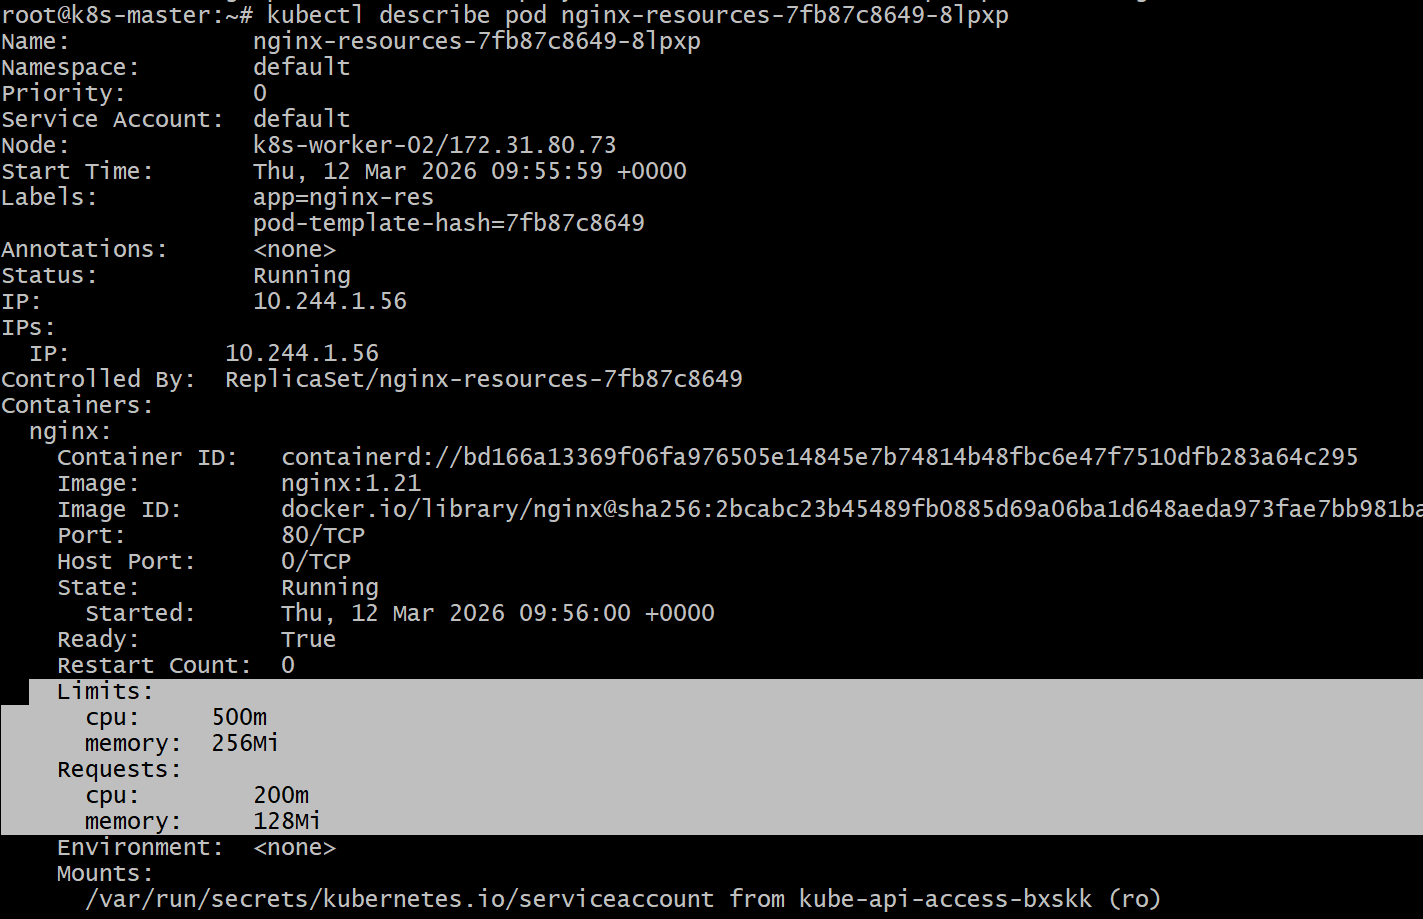 root@k8s-master:~# kubectl describe pod nginx-resources-7fb87c8649-8lpxp
Name:             nginx-resources-7fb87c8649-8lpxp
Namespace:        default
Priority:         0
Service Account:  default
Node:             k8s-worker-02/172.31.80.73
Start Time:       Thu, 12 Mar 2026 09:55:59 +0000
Labels:           app=nginx-res
                  pod-template-hash=7fb87c8649
Annotations:      <none>
Status:           Running
IP:               10.244.1.56
IPs:
  IP:           10.244.1.56
Controlled By:  ReplicaSet/nginx-resources-7fb87c8649
Containers:
  nginx:
    Container ID:   containerd://bd166a13369f06fa976505e14845e7b74814b48fbc6e47f7510dfb283a64c295
    Image:          nginx:1.21
    Image ID:       docker.io/library/nginx@sha256:2bcabc23b45489fb0885d69a06ba1d648aeda973fae7bb981ba
    Port:           80/TCP
    Host Port:      0/TCP
    State:          Running
      Started:      Thu, 12 Mar 2026 09:56:00 +0000
    Ready:          True
    Restart Count:  0
    Limits:
      cpu:     500m
      memory:  256Mi
    Requests:
      cpu:        200m
      memory:     128Mi
    Environment:  <none>
    Mounts:
      /var/run/secrets/kubernetes.io/serviceaccount from kube-api-access-bxskk (ro)